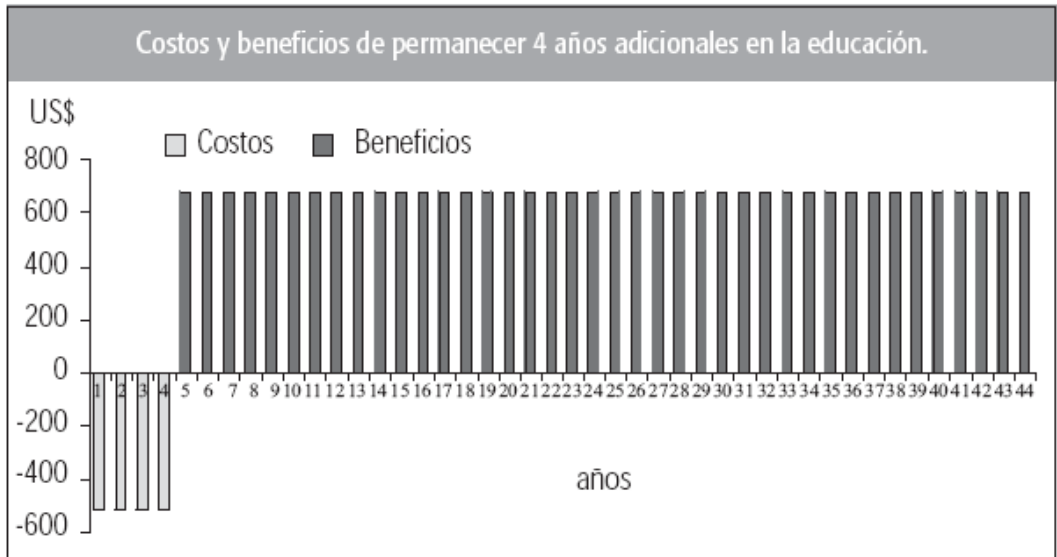 Costos y beneficios de permanecer 4 años adicionales en la educación.
US$
Costos Beneficios
800
600
400
200
0
1 2 3 4 5 6 7 8 9 10 11 12 13 14 15 16 17 18 19 20 21 22 23 24 25 26 27 28 29 30 31 32 33 34 35 36 37 38 39 40 41 42 43 44
-200
-400
años
-600